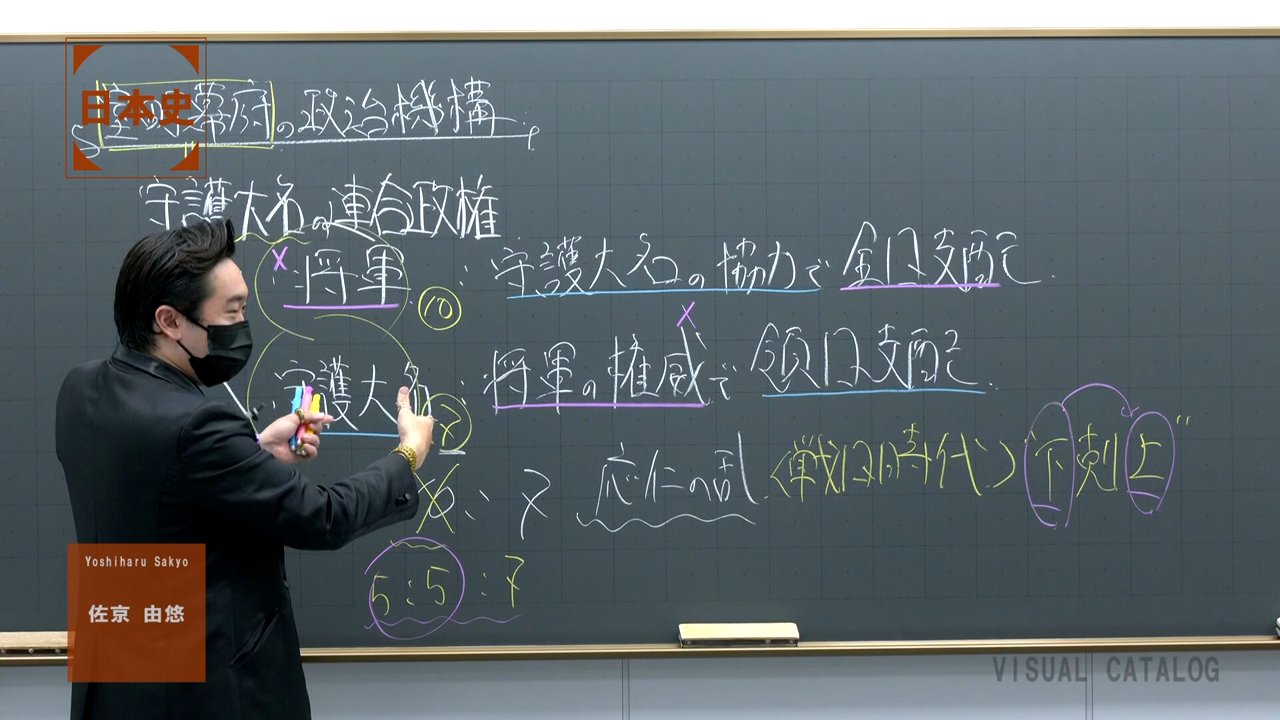 日本史
室町幕府の政治機構
守護大名の連合政権
X
将軍 : 守護大名の協力で全国支配
⑩
X
守護大名 : 将軍の権威で領国支配
⑦
7
応仁の乱 (戦国時代) "下剋上"
5:5:7
Yoshiharu Sakyo
佐京 由悠
VISUAL CATALOG